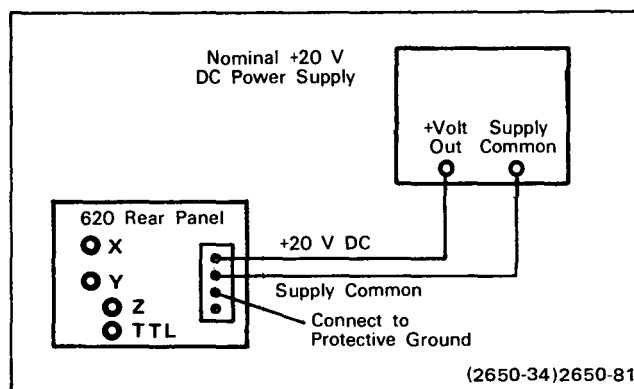 Nominal +20 V
DC Power Supply
+Volt
Out
Supply
Common
620 Rear Panel
X
Y
Z
TTL
+20 V DC
Supply Common
Connect to
Protective Ground
(2650-34)2650-81